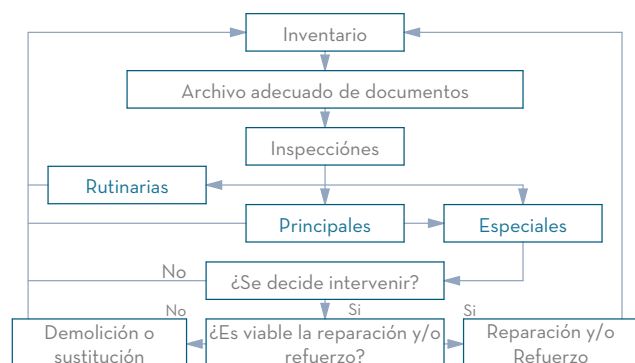 Inventario
Archivo adecuado de documentos
Inspecciónes
Rutinarias
Principales
Especiales
No
¿Se decide intervenir?
No
Si
Si
Demolición o
sustitución
¿Es viable la reparación y/o
refuerzo?
Reparación y/o
Refuerzo